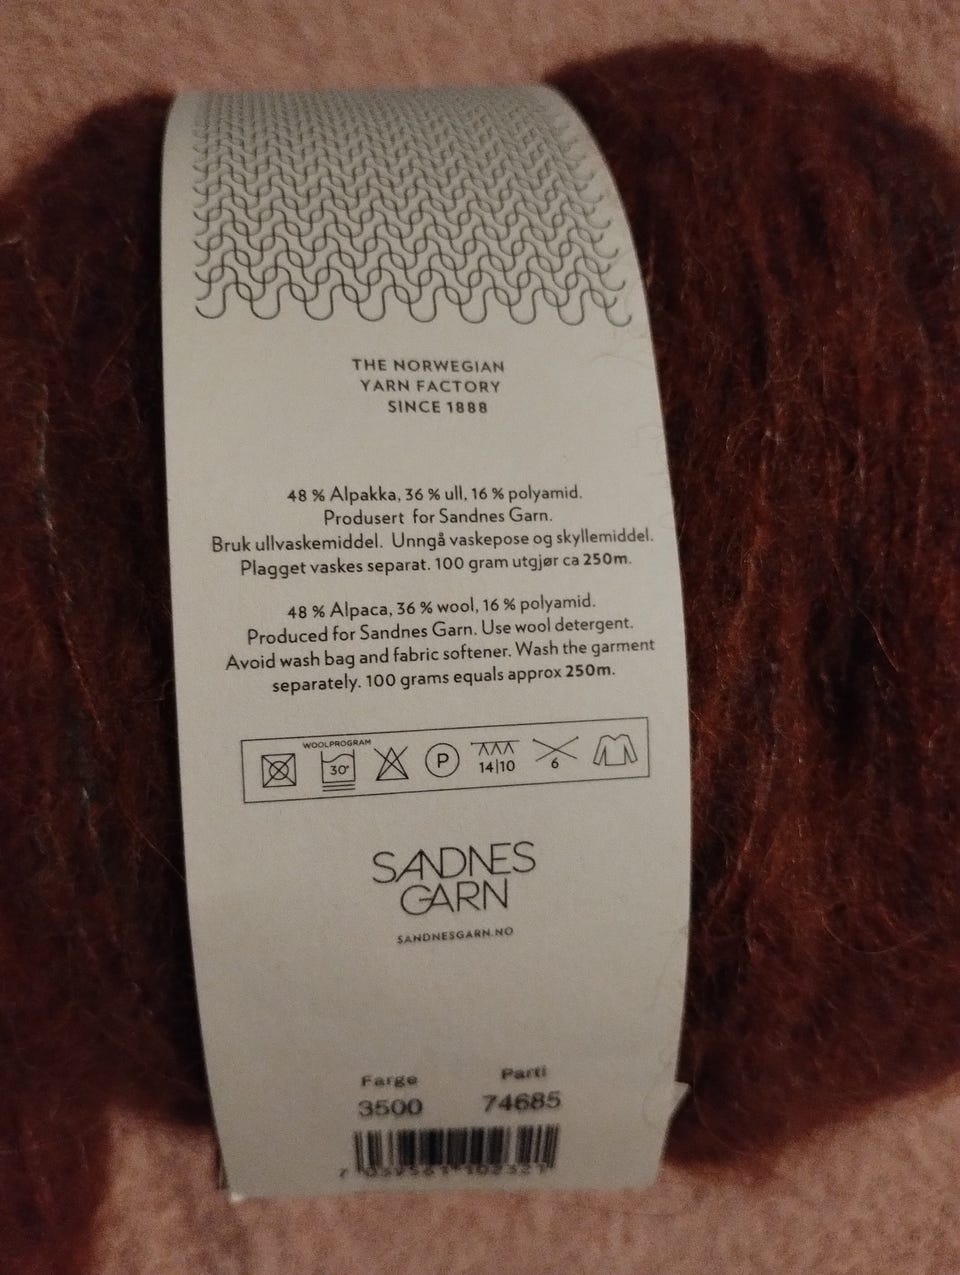 THE NORWEGIAN
YARN FACTORY
SINCE 1888
48 % Alpakka, 36 % ull, 16 % polyamid.
Produsert for Sandnes Garn.
Bruk ullvaskemiddel. Unngå vaskepose og skyllemiddel.
Plagget vaskes separat. 100 gram utgjør ca 250m.
48 % Alpaca, 36 % wool, 16 % polyamid.
Produced for Sandnes Garn. Use wool detergent.
Avoid wash bag and fabric softener. Wash the garment
separately. 100 grams equals approx 250m.
WOOLPROGRAM
30° P 14|10 6
SANDNES
GARN
SANDNESGARN.NO
Farge Parti
3500 74685